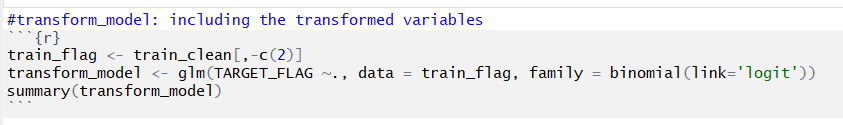 #transform_model: including the transformed variables
```{r}
train_flag <- train_clean[,-c(2)]
transform_model <- glm(TARGET_FLAG ~., data = train_flag, family = binomial(link='logit'))
summary(transform_model)
```